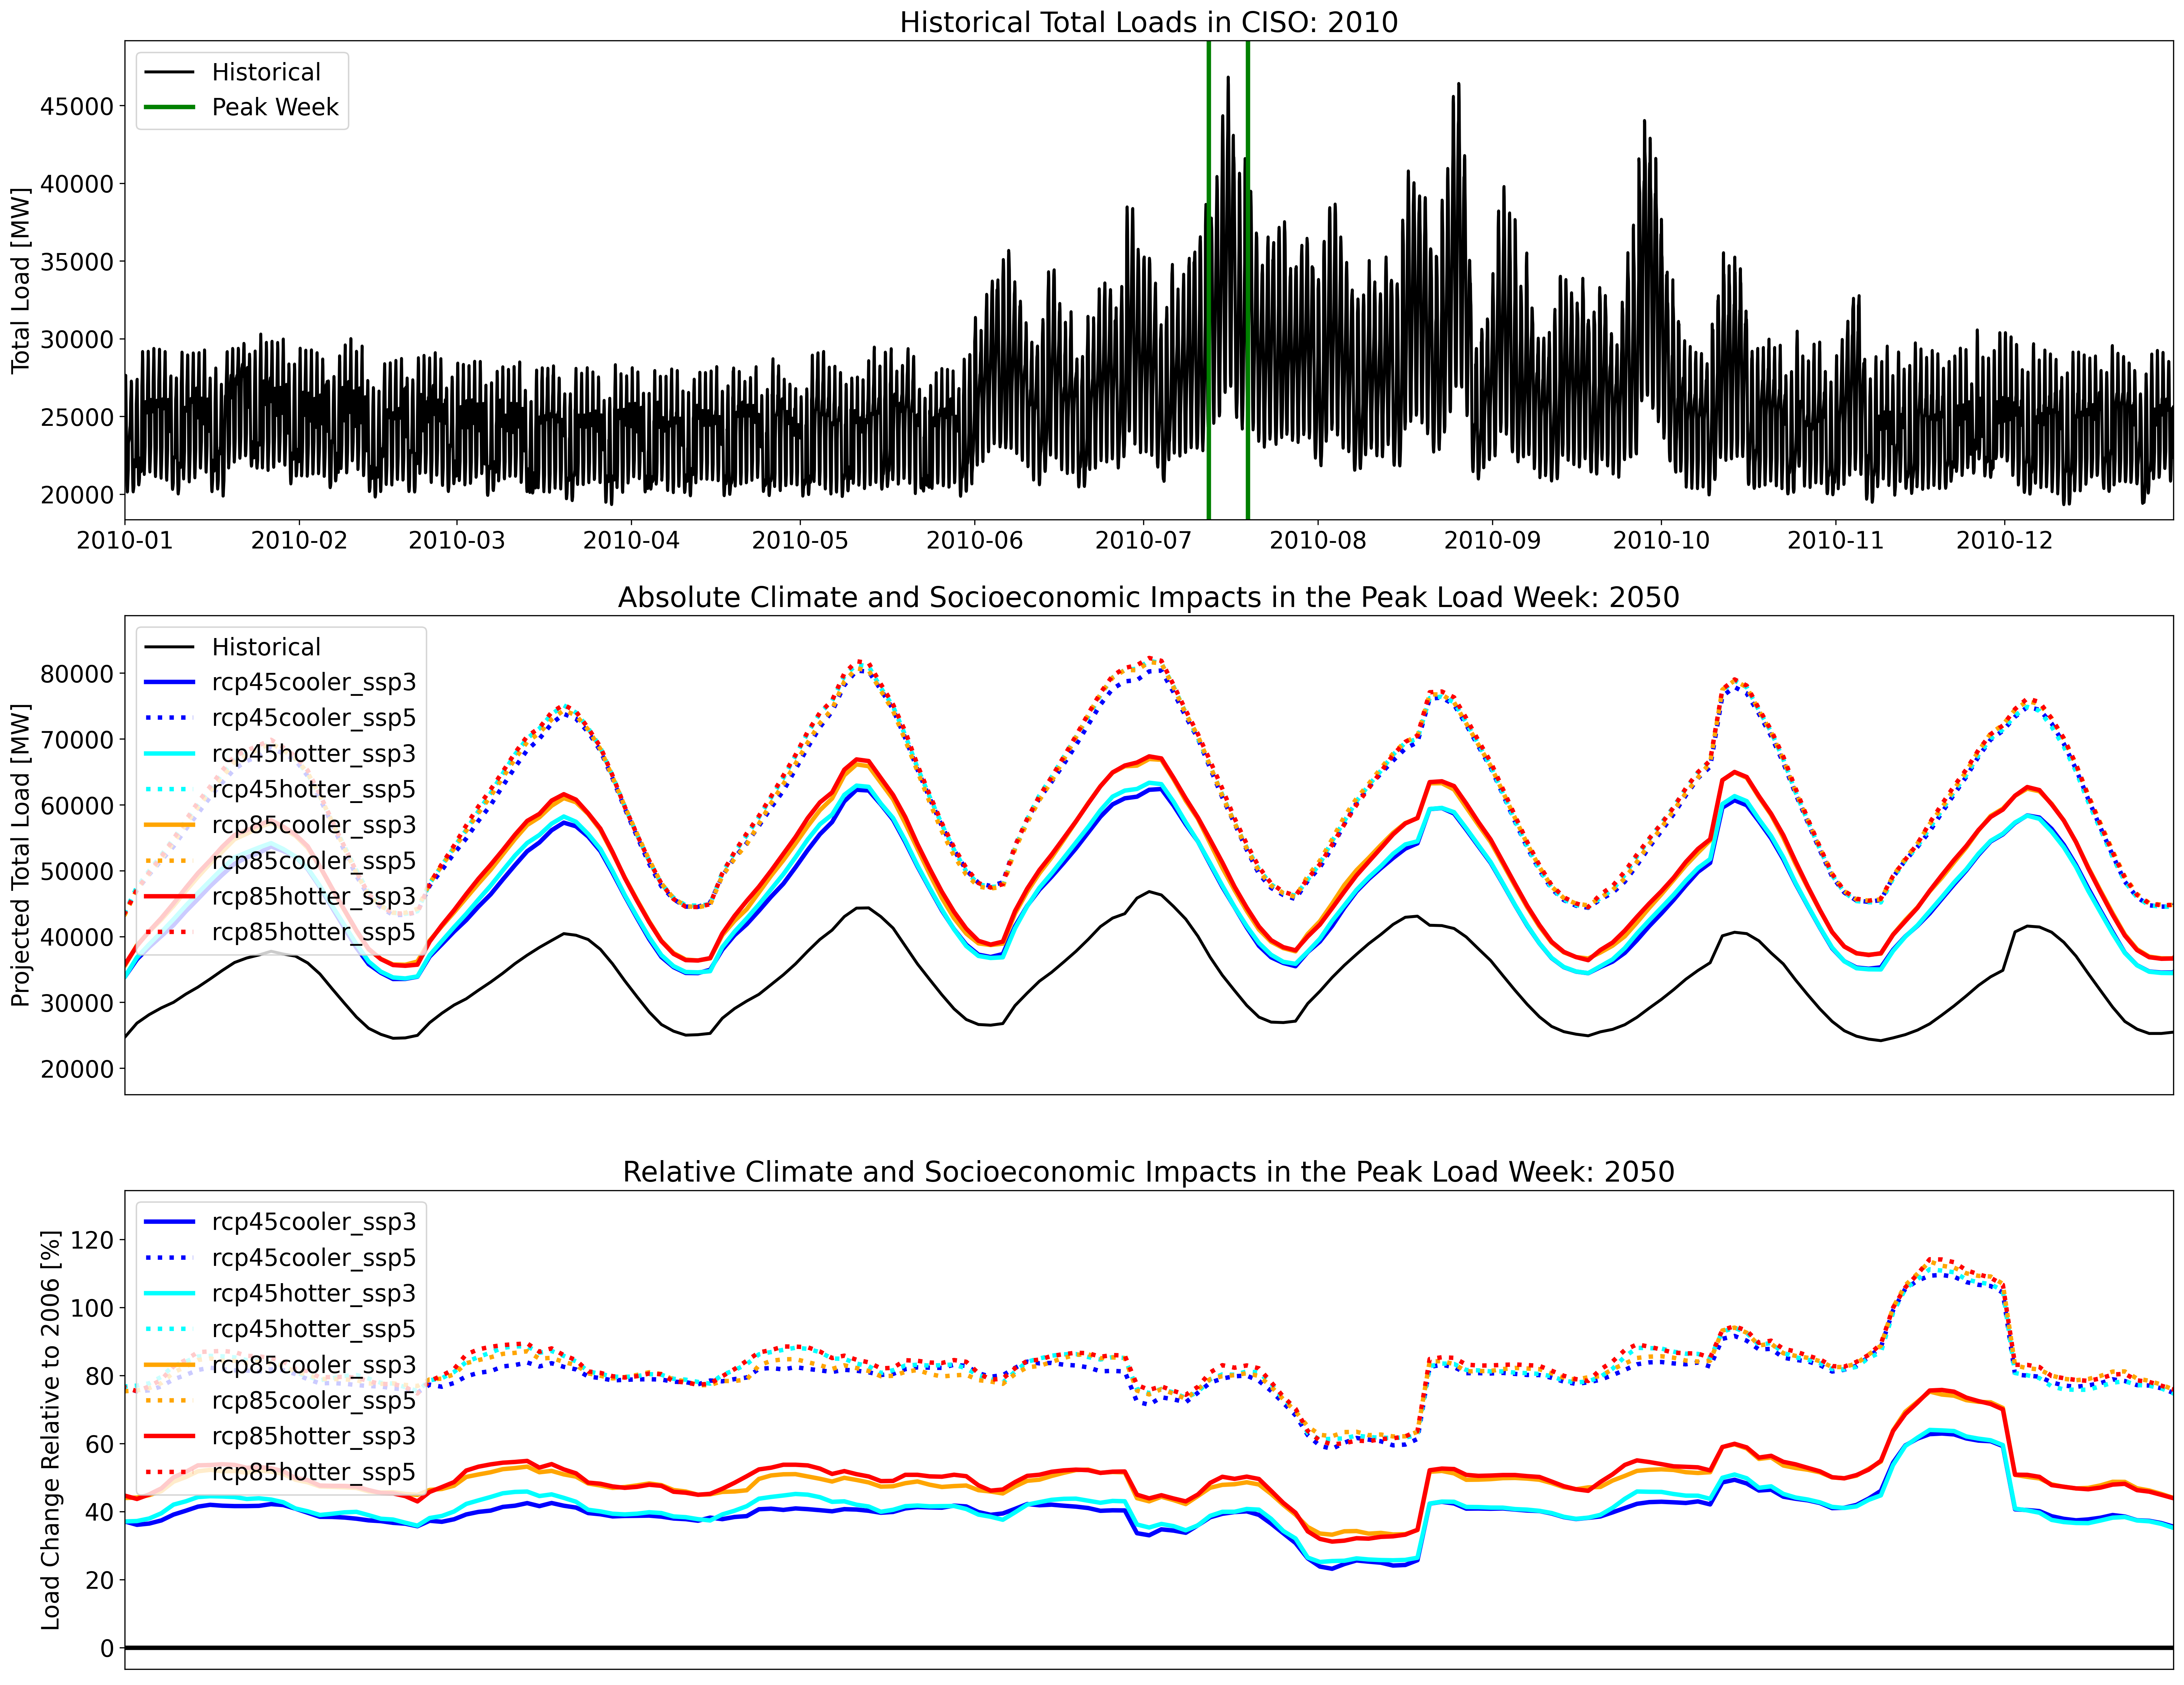 Historical Total Loads in CISO: 2010
Historical
Peak Week
Total Load [MW]
45000
40000
35000
30000
25000
20000
2010-01 2010-02 2010-03 2010-04 2010-05 2010-06 2010-07 2010-08 2010-09 2010-10 2010-11 2010-12
Absolute Climate and Socioeconomic Impacts in the Peak Load Week: 2050
Historical
rcp45cooler_ssp3
rcp45cooler_ssp5
rcp45hotter_ssp3
rcp45hotter_ssp5
rcp85cooler_ssp3
rcp85cooler_ssp5
rcp85hotter_ssp3
rcp85hotter_ssp5
Projected Total Load [MW]
80000
70000
60000
50000
40000
30000
20000
Relative Climate and Socioeconomic Impacts in the Peak Load Week: 2050
rcp45cooler_ssp3
rcp45cooler_ssp5
rcp45hotter_ssp3
rcp45hotter_ssp5
rcp85cooler_ssp3
rcp85cooler_ssp5
rcp85hotter_ssp3
rcp85hotter_ssp5
Load Change Relative to 2006 [%]
120
100
80
60
40
20
0